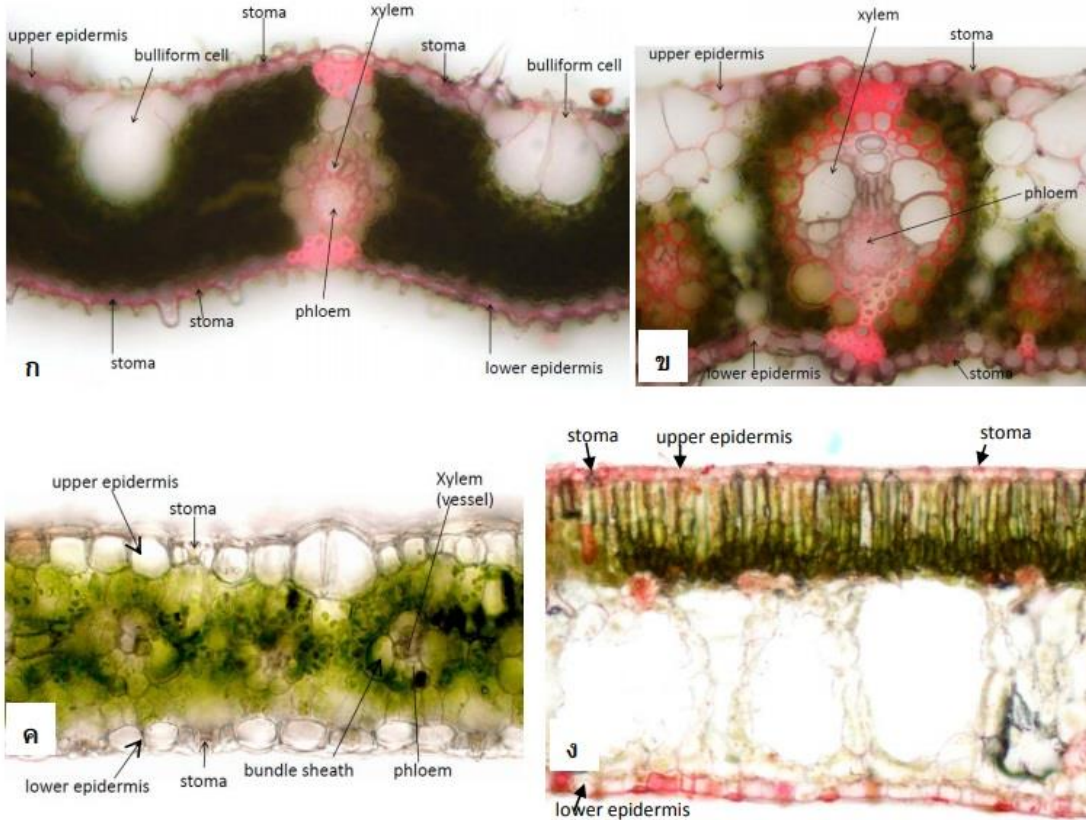 stoma
xylem
upper epidermis
bulliform cell
stoma
bulliform cell
phloem
stoma
stoma
lower epidermis
ก
xylem
stoma
upper epidermis
phloem
lower epidermis
stoma
ข
upper epidermis
stoma
Xylem
(vessel)
ค
lower epidermis
stoma
bundle sheath
phloem
stoma
upper epidermis
stoma
ง
lower epidermis